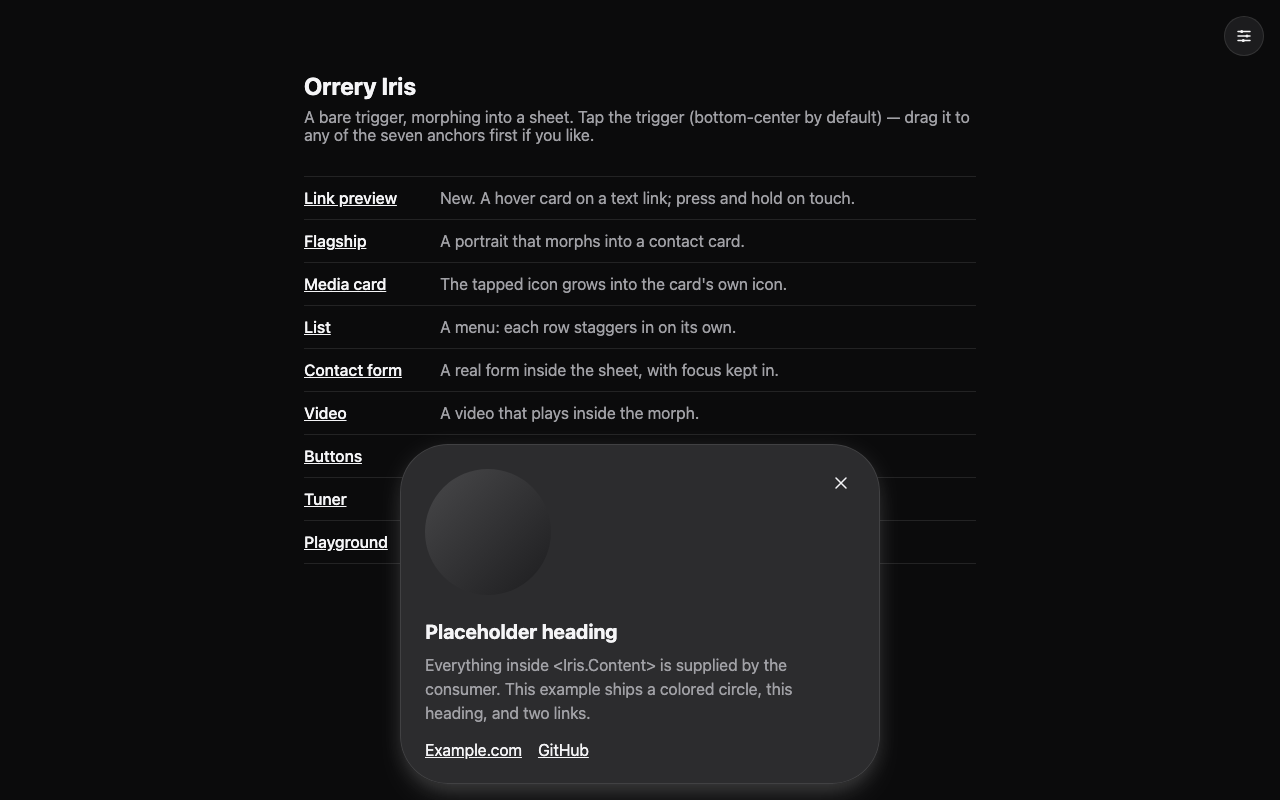 Orrery Iris
A bare trigger, morphing into a sheet. Tap the trigger (bottom-center by default) — drag it to
any of the seven anchors first if you like.
Link preview New. A hover card on a text link; press and hold on touch.
Flagship A portrait that morphs into a contact card.
Media card The tapped icon grows into the card's own icon.
List A menu: each row staggers in on its own.
Contact form A real form inside the sheet, with focus kept in.
Video A video that plays inside the morph.
Buttons
Tuner
Playground
Placeholder heading
Everything inside <Iris.Content> is supplied by the
consumer. This example ships a colored circle, this
heading, and two links.
Example.com GitHub